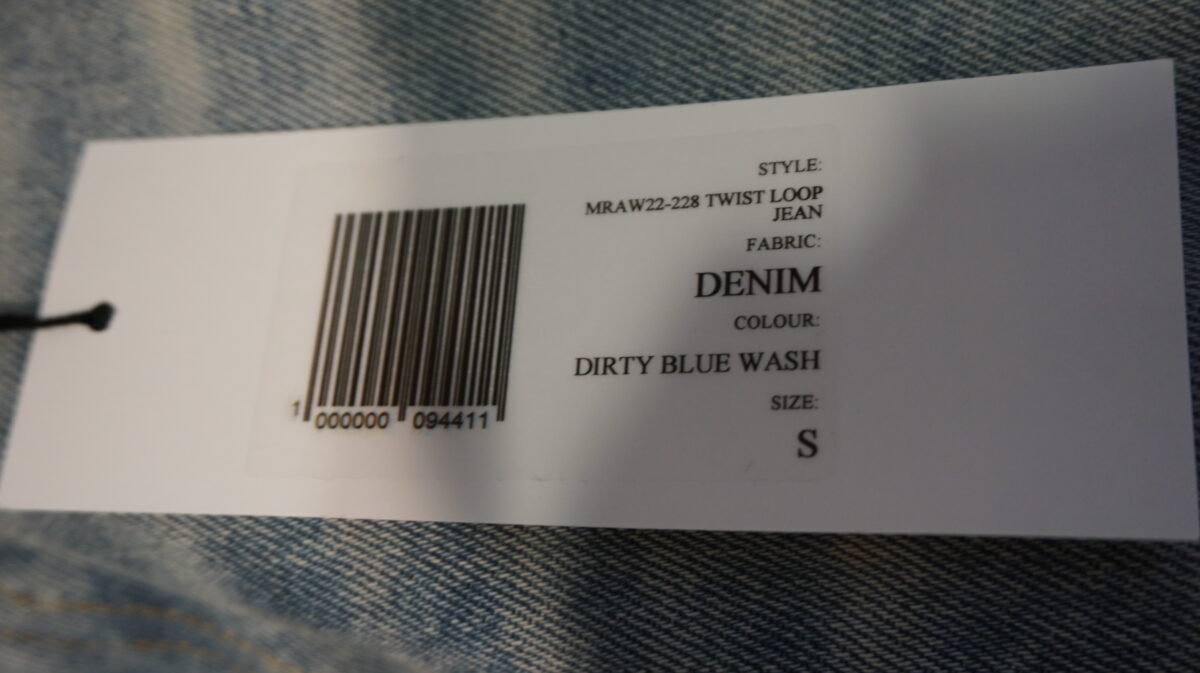 STYLE:
MRAW22-228 TWIST LOOP
JEAN
FABRIC:
DENIM
COLOUR:
DIRTY BLUE WASH
SIZE:
S
1 000000 094411